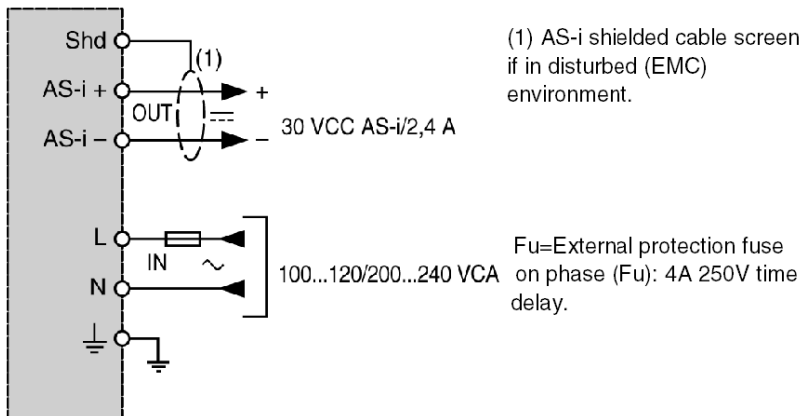 Shd
(1)
AS-i +
OUT
+
AS-i –
–
30 VCC AS-i/2,4 A
(1) AS-i shielded cable screen
if in disturbed (EMC)
environment.
L
IN
~
N
100...120/200...240 VCA
Fu=External protection fuse
on phase (Fu): 4A 250V time
delay.